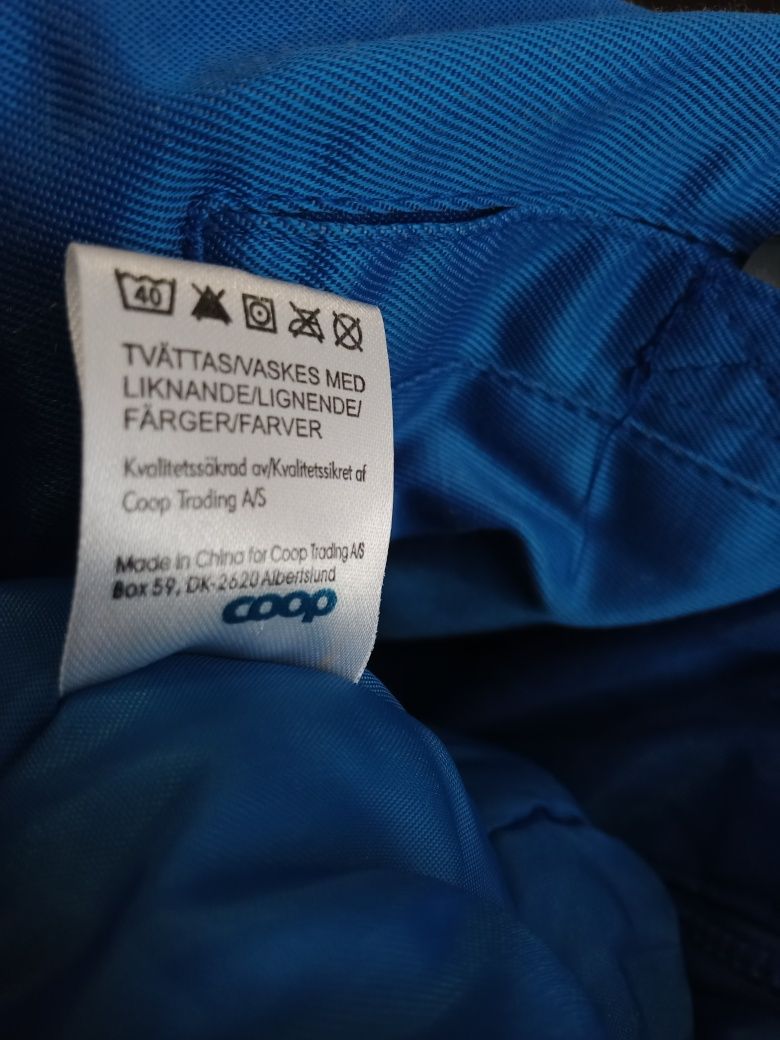 40
TVÄTTAS/VASKES MED
LIKNANDE/LIGNENDE/
FÄRGER/FARVER
Kvalitetssäkrad av/Kvalitetssikret af
Coop Trading A/S
Made in China for Coop Trading A/S
Box 59, DK-2620 Albertslund
coop